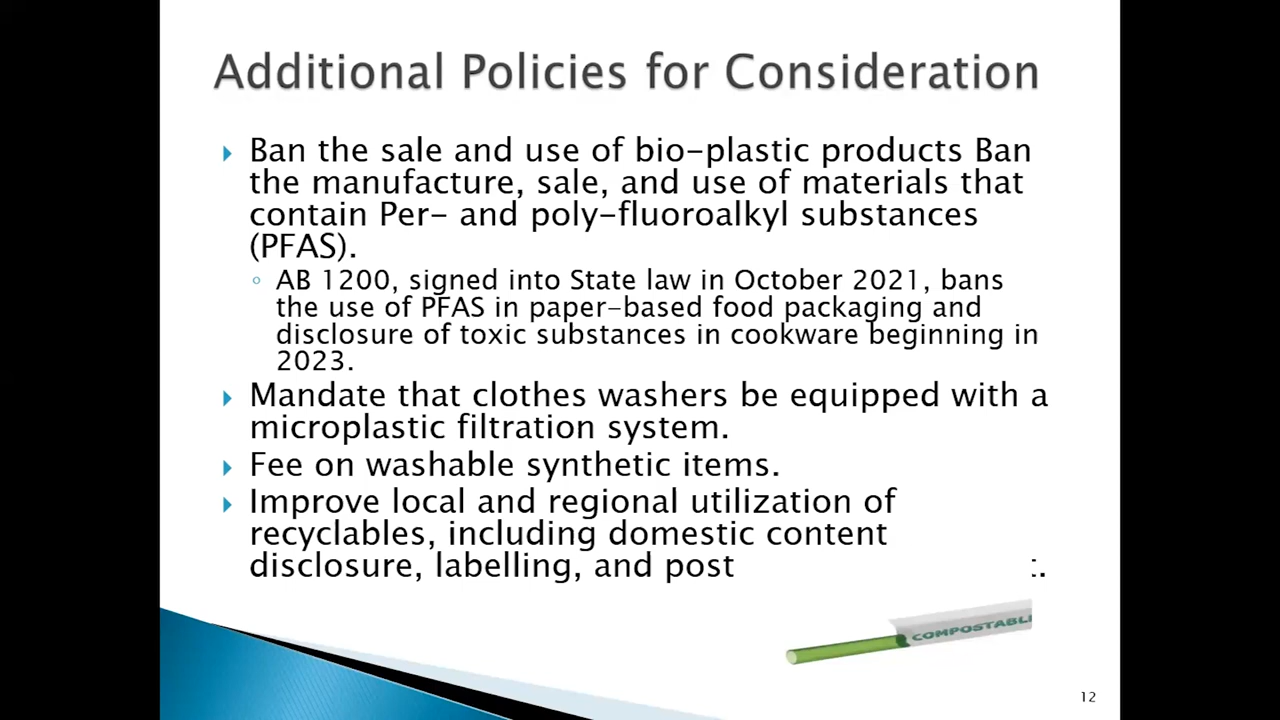 Additional Policies for Consideration
Ban the sale and use of bio-plastic products Ban
the manufacture, sale, and use of materials that
contain Per- and poly-fluoroalkyl substances
(PFAS).
AB 1200, signed into State law in October 2021, bans
the use of PFAS in paper-based food packaging and
disclosure of toxic substances in cookware beginning in
2023.
Mandate that clothes washers be equipped with a
microplastic filtration system.
Fee on washable synthetic items.
Improve local and regional utilization of
recyclables, including domestic content
disclosure, labelling, and post
COMPOSTABL
12